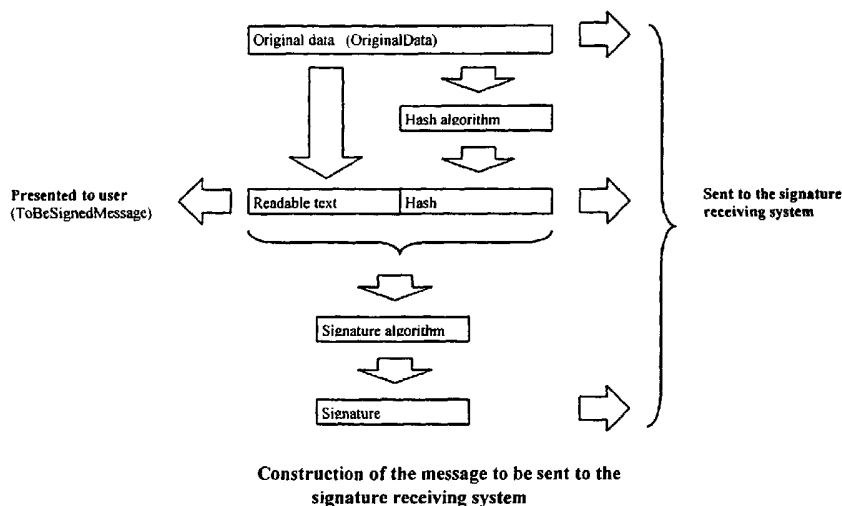 Original data (OriginalData)
Hash algorithm
Presented to user
(ToBeSignedMessage)
Readable text
Hash
Sent to the signature
receiving system
Signature algorithm
Signature
Construction of the message to be sent to the
signature receiving system